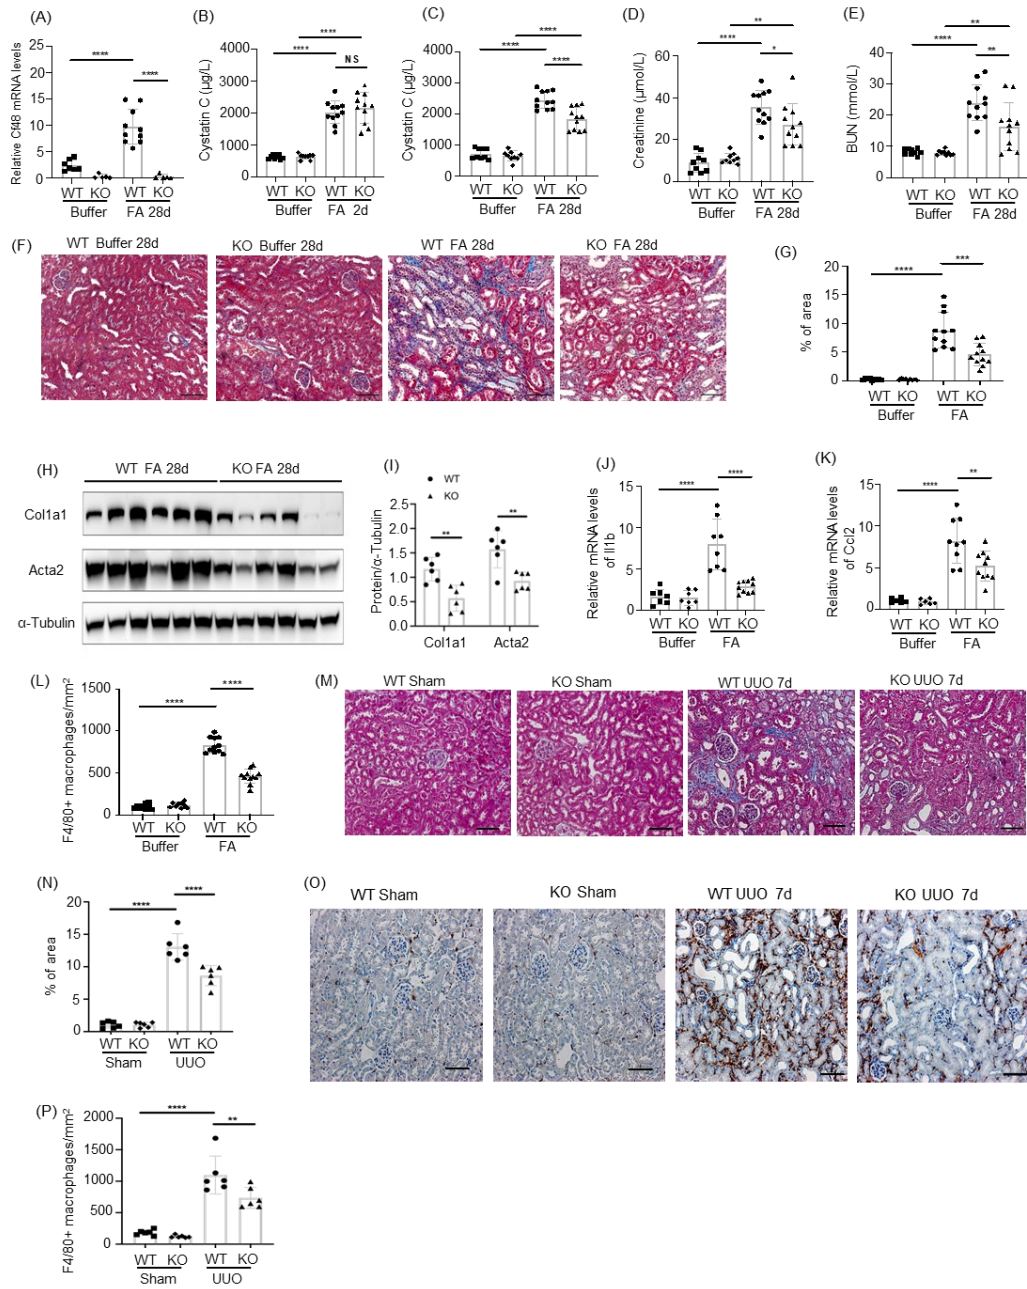 (A)
Relative Cf48 mRNA levels
25
20
15
10
5
0
****
****
WT KO WT KO
Buffer FA 28d
(B)
Cystatin C (μg/L)
4000
3000
2000
1000
0
****
****
NS
WT KO WT KO
Buffer FA 2d
(C)
Cystatin C (μg/L)
4000
3000
2000
1000
0
****
****
****
WT KO WT KO
Buffer FA 28d
(D)
Creatinine (μmol/L)
60
40
20
0
**
****
*
WT KO WT KO
Buffer FA 28d
(E)
BUN (mmol/L)
40
30
20
10
0
**
****
**
WT KO WT KO
Buffer FA 28d
(F)
WT Buffer 28d
KO Buffer 28d
WT FA 28d
KO FA 28d
(G)
% of area
20
15
10
5
0
****
***
WT KO WT KO
Buffer FA
(H)
WT FA 28d KO FA 28d
Col1a1
Acta2
α-Tubulin
(I)
WT
KO
Protein/α-Tubulin
2.5
2.0
1.5
1.0
0.5
0.0
**
**
Col1a1 Acta2
(J)
Relative mRNA levels
of Il1b
15
10
5
0
****
****
WT KO WT KO
Buffer FA
(K)
Relative mRNA levels
of Ccl2
15
10
5
0
****
**
WT KO WT KO
Buffer FA
(L)
F4/80+ macrophages/mm²
1500
1000
500
0
****
****
WT KO WT KO
Buffer FA
(M)
WT Sham
KO Sham
WT UUO 7d
KO UUO 7d
(N)
% of area
20
15
10
5
0
****
****
WT KO WT KO
Sham UUO
(O)
WT Sham
KO Sham
WT UUO 7d
KO UUO 7d
(P)
F4/80+ macrophages/mm²
2000
1500
1000
500
0
****
**
WT KO WT KO
Sham UUO